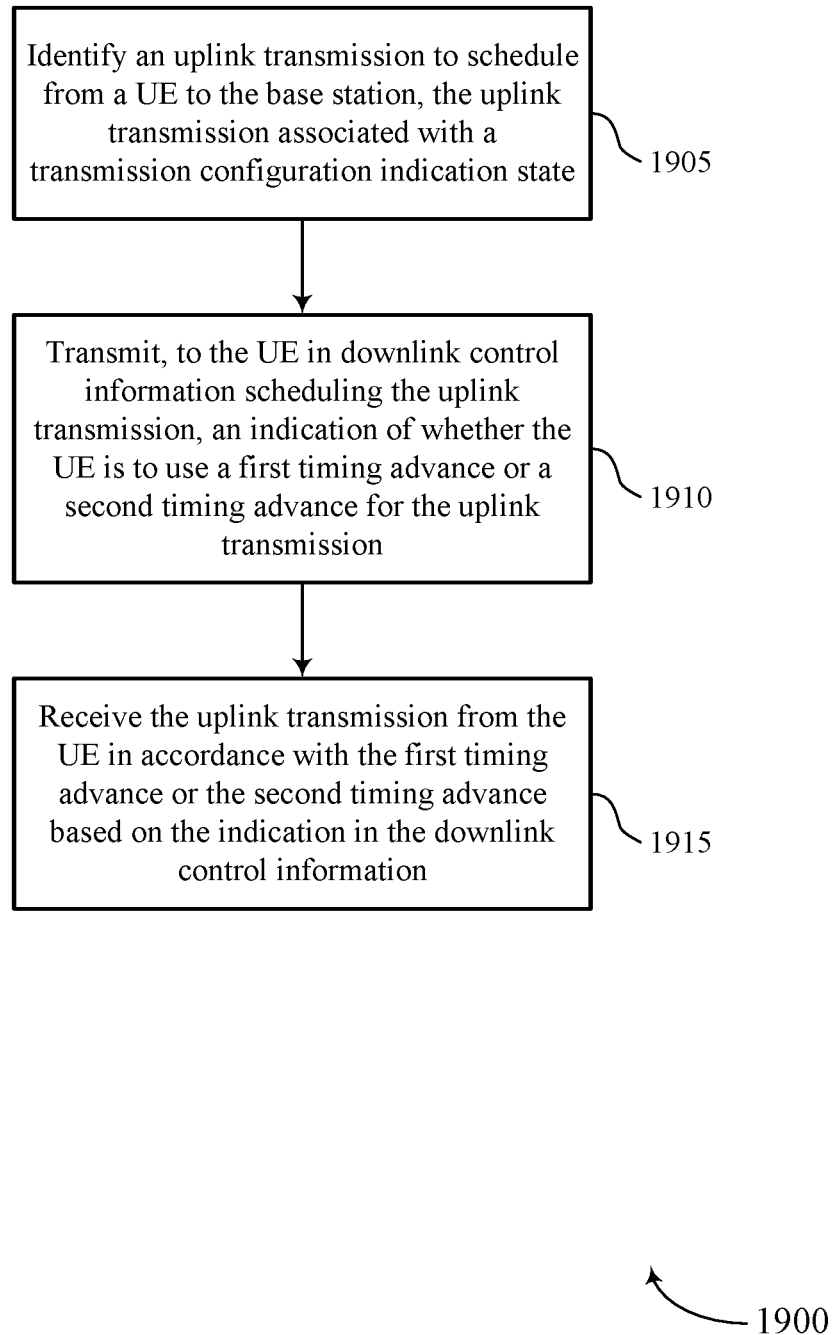 Identify an uplink transmission to schedule
from a UE to the base station, the uplink
transmission associated with a
transmission configuration indication state
1905
Transmit, to the UE in downlink control
information scheduling the uplink
transmission, an indication of whether the
UE is to use a first timing advance or a
second timing advance for the uplink
transmission
1910
Receive the uplink transmission from the
UE in accordance with the first timing
advance or the second timing advance
based on the indication in the downlink
control information
1915
1900